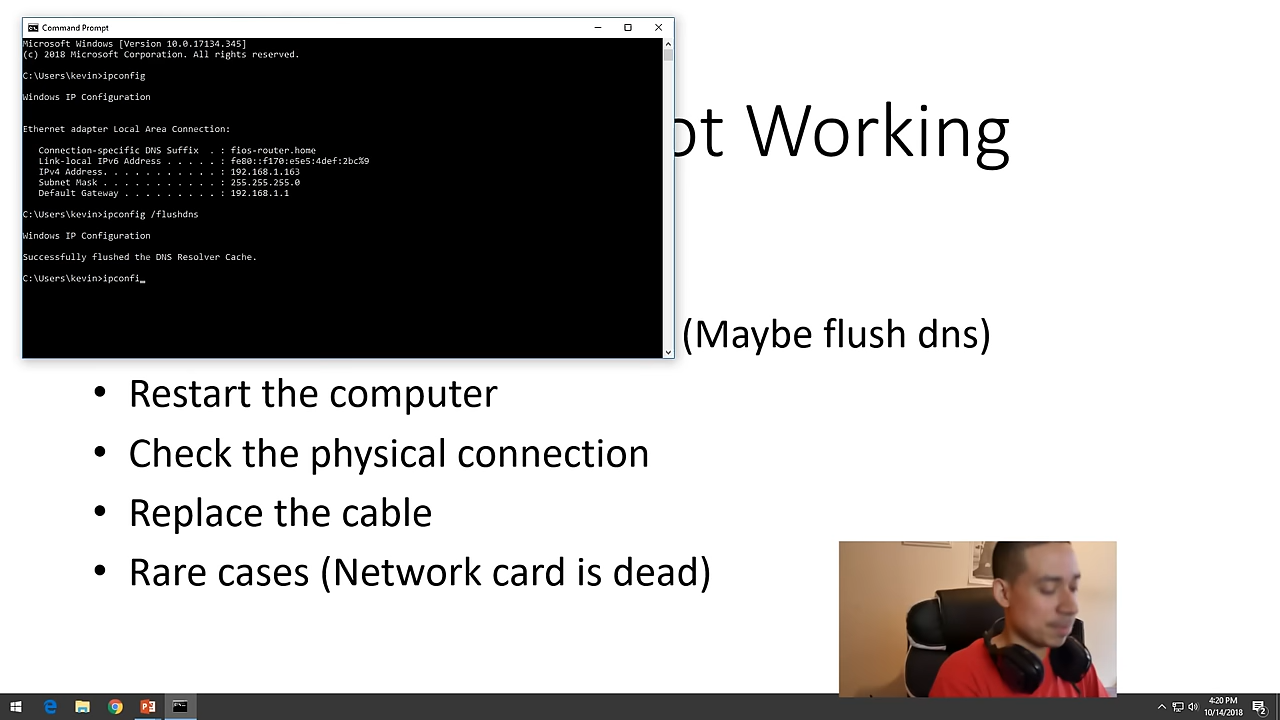 Command Prompt
Microsoft Windows [Version 10.0.17134.345]
(c) 2018 Microsoft Corporation. All rights reserved.
C:\Users\kevin>ipconfig
Windows IP Configuration
Ethernet adapter Local Area Connection:
Connection-specific DNS Suffix . : fios-router.home
Link-local IPv6 Address . . . . . : fe80::f170:e5e5:4def:2bc%9
IPv4 Address. . . . . . . . . . . : 192.168.1.163
Subnet Mask . . . . . . . . . . . : 255.255.255.0
Default Gateway . . . . . . . . . : 192.168.1.1
C:\Users\kevin>ipconfig /flushdns
Windows IP Configuration
Successfully flushed the DNS Resolver Cache.
C:\Users\kevin>ipconfi_
ot Working
(Maybe flush dns)
• Restart the computer
• Check the physical connection
• Replace the cable
• Rare cases (Network card is dead)
4:20 PM
10/14/2018
2